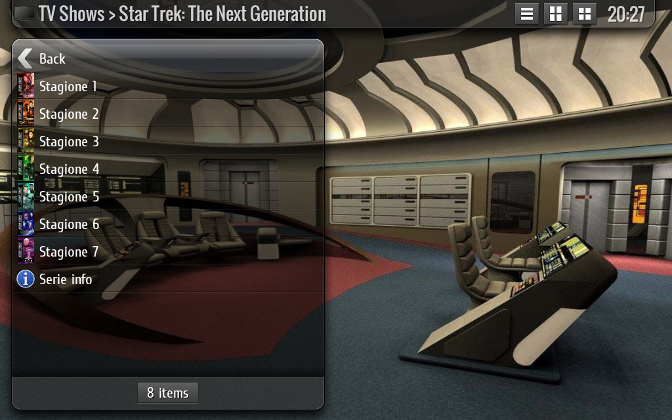 TV Shows > Star Trek: The Next Generation
20:27
Back
Stagione 1
Stagione 2
Stagione 3
Stagione 4
Stagione 5
Stagione 6
Stagione 7
Serie info
8 items